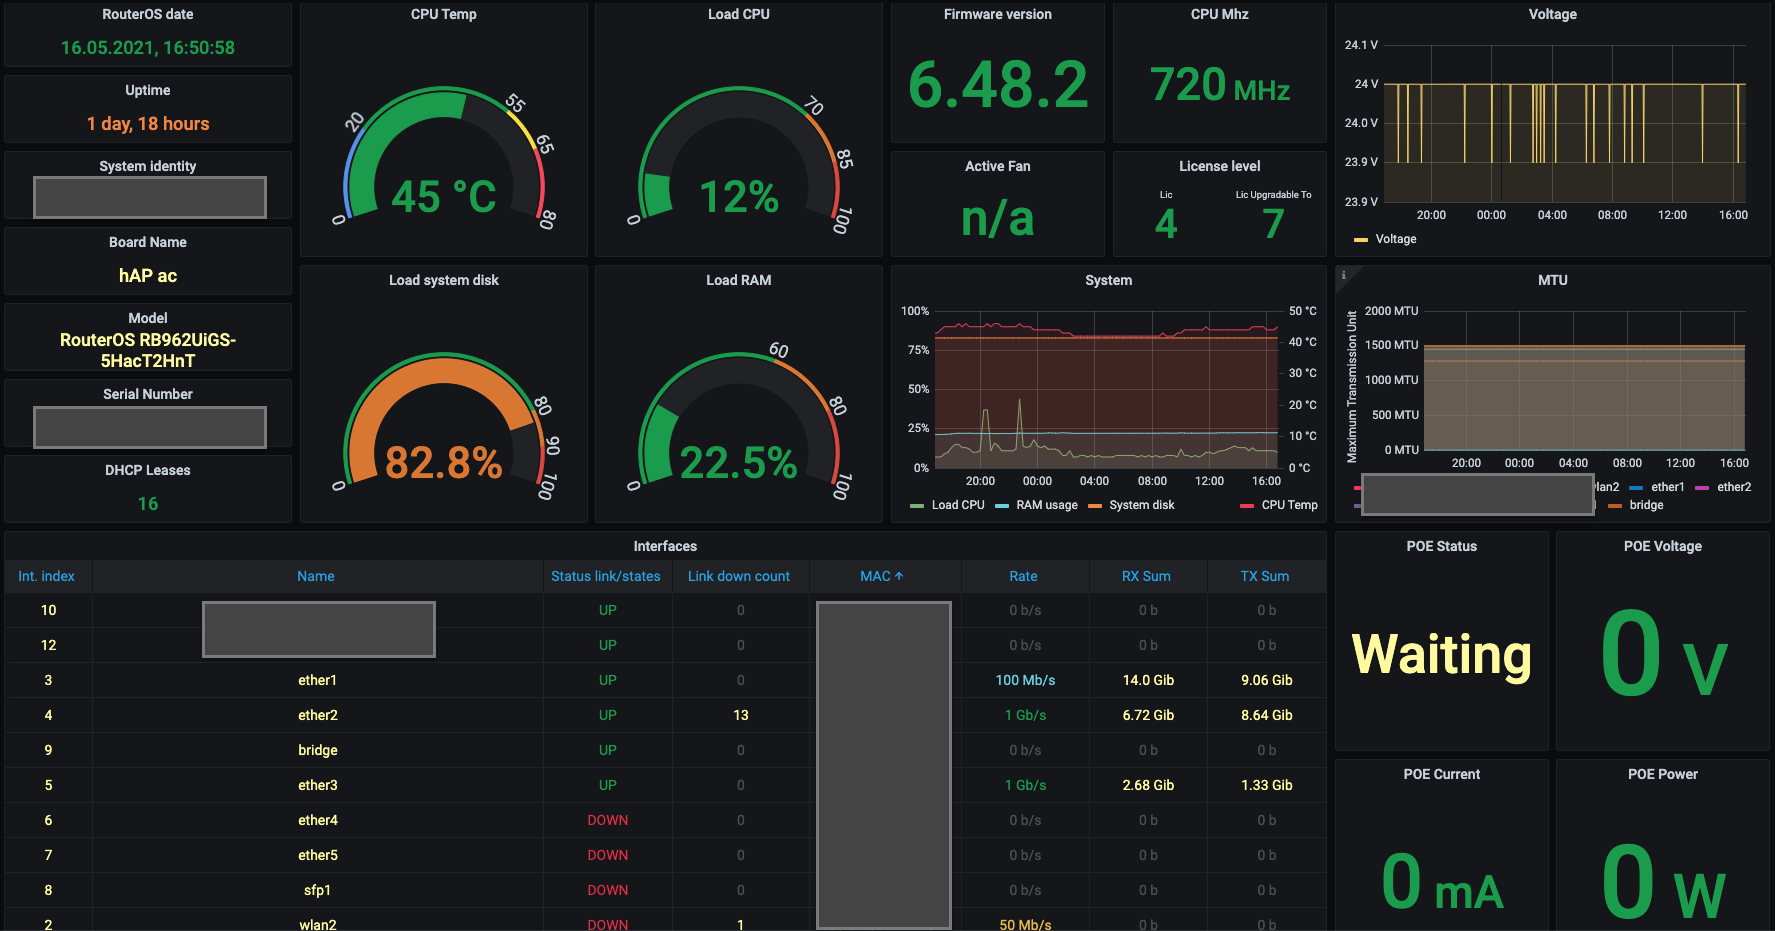 RouterOS date
16.05.2021, 16:50:58
Uptime
1 day, 18 hours
System identity
Board Name
hAP ac
Model
RouterOS RB962UiGS-
5HacT2HnT
Serial Number
DHCP Leases
16
CPU Temp
0
20
55
65
80
45 °C
Load CPU
0
70
85
100
12%
Firmware version
6.48.2
CPU Mhz
720 MHz
Active Fan
n/a
License level
Lic
4
Lic Upgradable To
7
Voltage
24.1 V
24 V
24.0 V
23.9 V
23.9 V
20:00 00:00 04:00 08:00 12:00 16:00
Voltage
Load system disk
0
80
90
100
82.8%
Load RAM
0
60
80
100
22.5%
System
100% 50 °C
75% 40 °C
50% 30 °C
25% 20 °C
0% 10 °C
0 °C
20:00 00:00 04:00 08:00 12:00 16:00
Load CPU RAM usage System disk CPU Temp
i
MTU
Maximum Transmission Unit
2000 MTU
1500 MTU
1000 MTU
500 MTU
0 MTU
20:00 00:00 04:00 08:00 12:00 16:00
lan2 ether1 ether2
bridge
Interfaces
Int. index Name Status link/states Link down count MAC ↑ Rate RX Sum TX Sum
10 UP 0 0 b/s 0 b 0 b
12 UP 0 0 b/s 0 b 0 b
3 ether1 UP 0 100 Mb/s 14.0 Gib 9.06 Gib
4 ether2 UP 13 1 Gb/s 6.72 Gib 8.64 Gib
9 bridge UP 0 0 b/s 0 b 0 b
5 ether3 UP 0 1 Gb/s 2.68 Gib 1.33 Gib
6 ether4 DOWN 0 0 b/s 0 b 0 b
7 ether5 DOWN 0 0 b/s 0 b 0 b
8 sfp1 DOWN 0 0 b/s 0 b 0 b
2 wlan2 DOWN 1 50 Mb/s 0 b 0 b
POE Status
Waiting
POE Voltage
0 V
POE Current
0 mA
POE Power
0 W